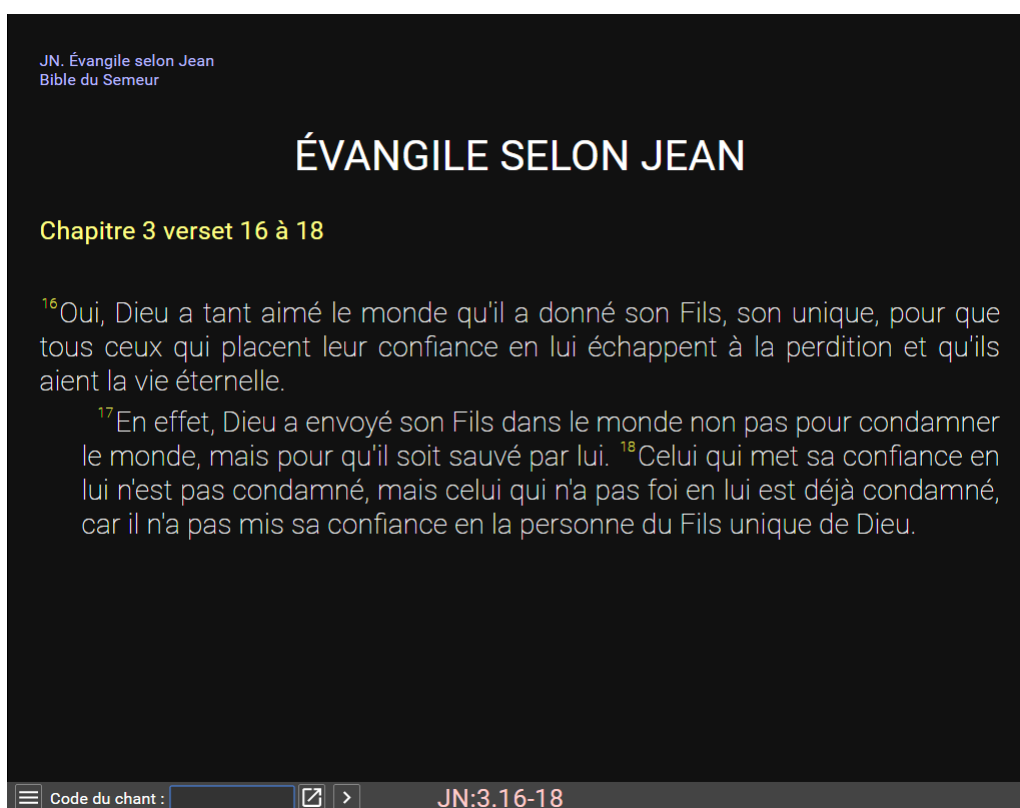 JN. Évangile selon Jean
Bible du Semeur
ÉVANGILE SELON JEAN
Chapitre 3 verset 16 à 18
16Oui, Dieu a tant aimé le monde qu'il a donné son Fils, son unique, pour que
tous ceux qui placent leur confiance en lui échappent à la perdition et qu'ils
aient la vie éternelle.
17En effet, Dieu a envoyé son Fils dans le monde non pas pour condamner
le monde, mais pour qu'il soit sauvé par lui. 18Celui qui met sa confiance en
lui n'est pas condamné, mais celui qui n'a pas foi en lui est déjà condamné,
car il n'a pas mis sa confiance en la personne du Fils unique de Dieu.
Code du chant : JN:3.16-18